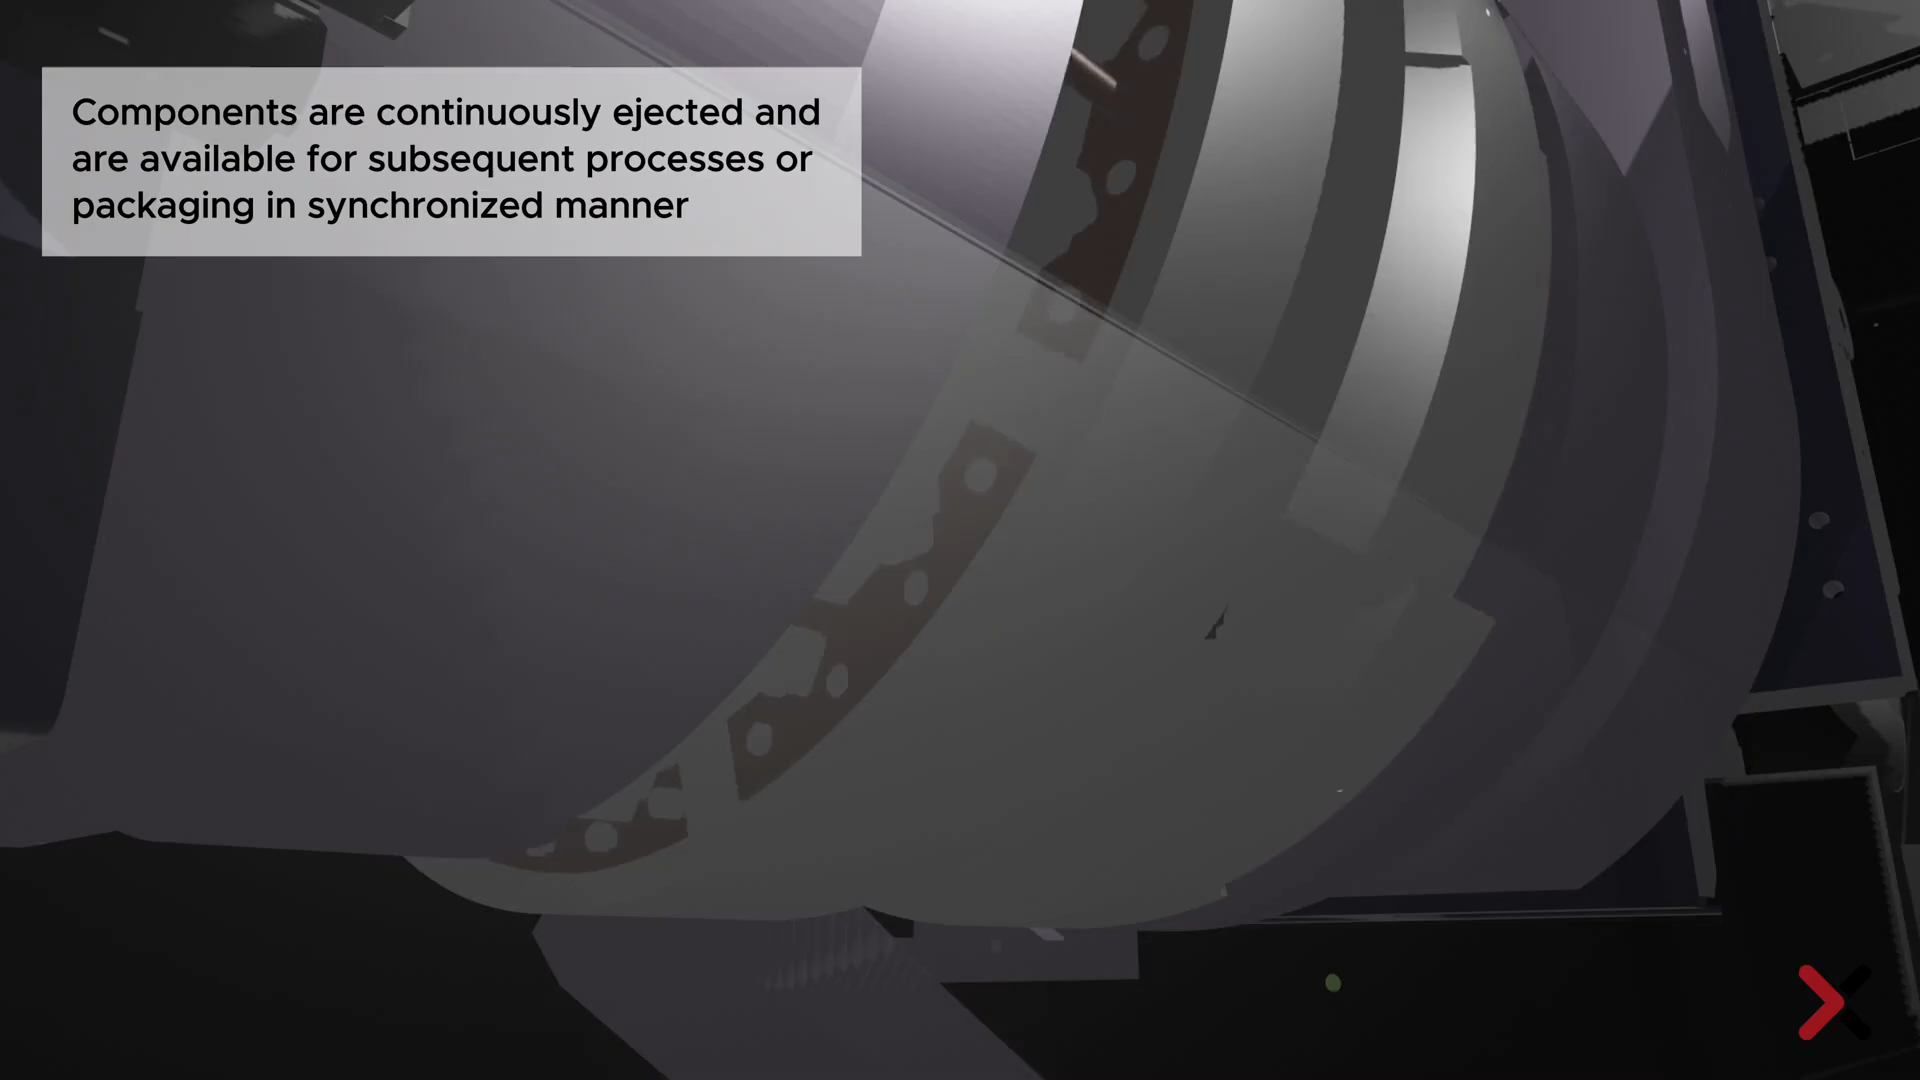 Components are continuously ejected and
are available for subsequent processes or
packaging in synchronized manner